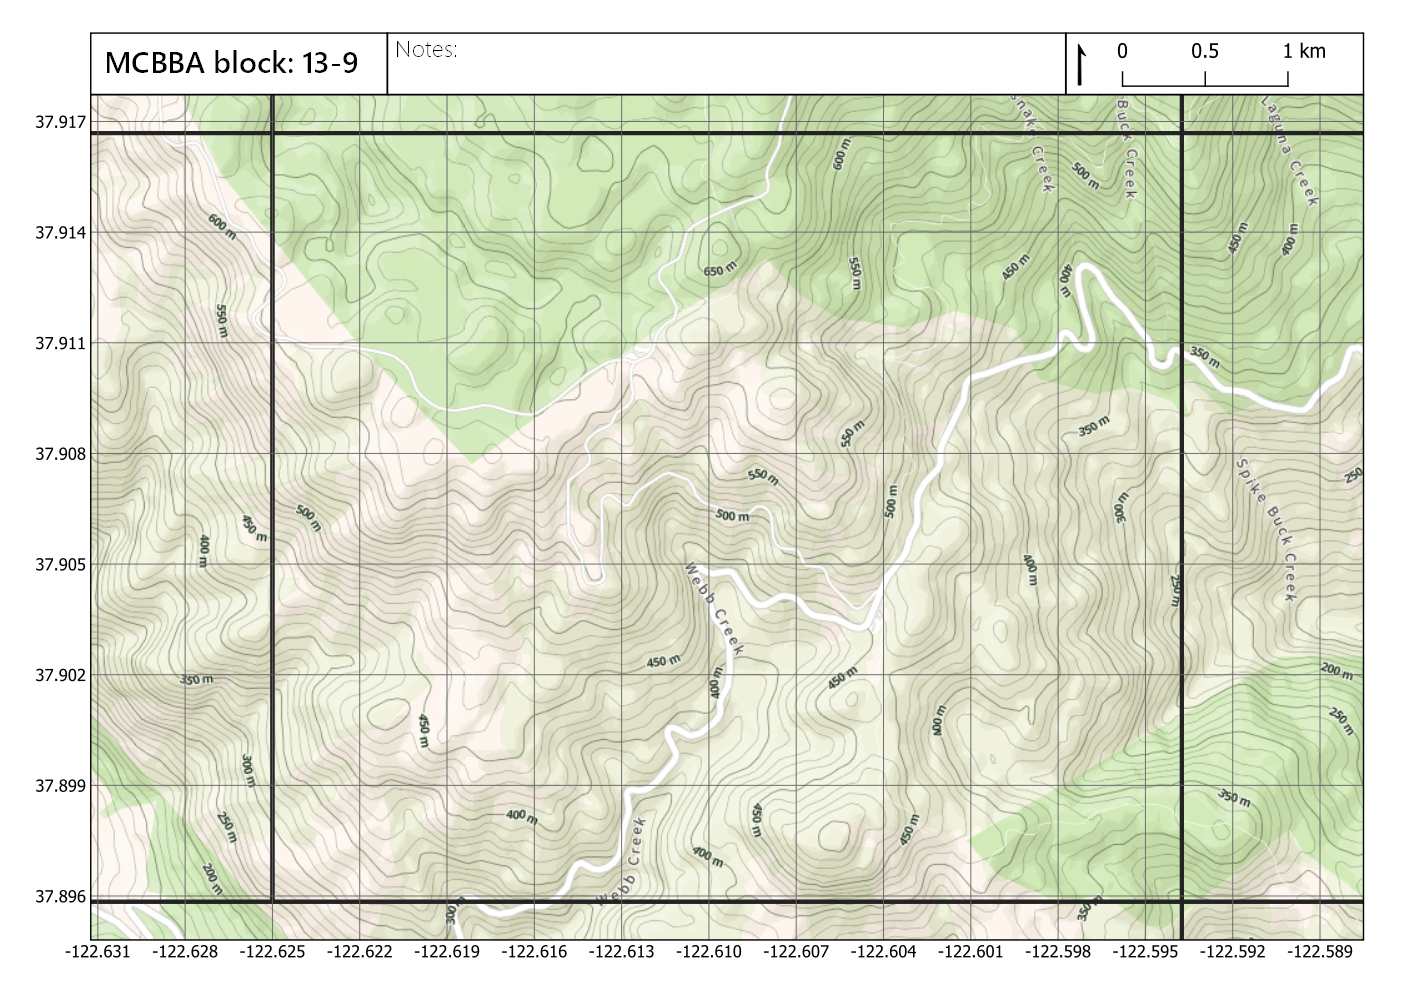 MCBBA block: 13-9
Notes:
0 0.5 1 km
Snake Creek
Buck Creek
Laguna Creek
37.917
600 m
500 m
37.914
600 m
450 m
400 m
650 m
550 m
450 m
400 m
550 m
37.911
350 m
37.908
550 m
350 m
550 m
250
Spike Buck Creek
500 m
300 m
500 m
500 m
450 m
400 m
37.905
400 m
250 m
Webb Creek
450 m
37.902
350 m
400 m
450 m
200 m
450 m
400 m
250 m
37.899
300 m
350 m
400 m
450 m
450 m
250 m
Webb Creek
400 m
200 m
37.896
300 m
350 m
-122.631 -122.628 -122.625 -122.622 -122.619 -122.616 -122.613 -122.610 -122.607 -122.604 -122.601 -122.598 -122.595 -122.592 -122.589